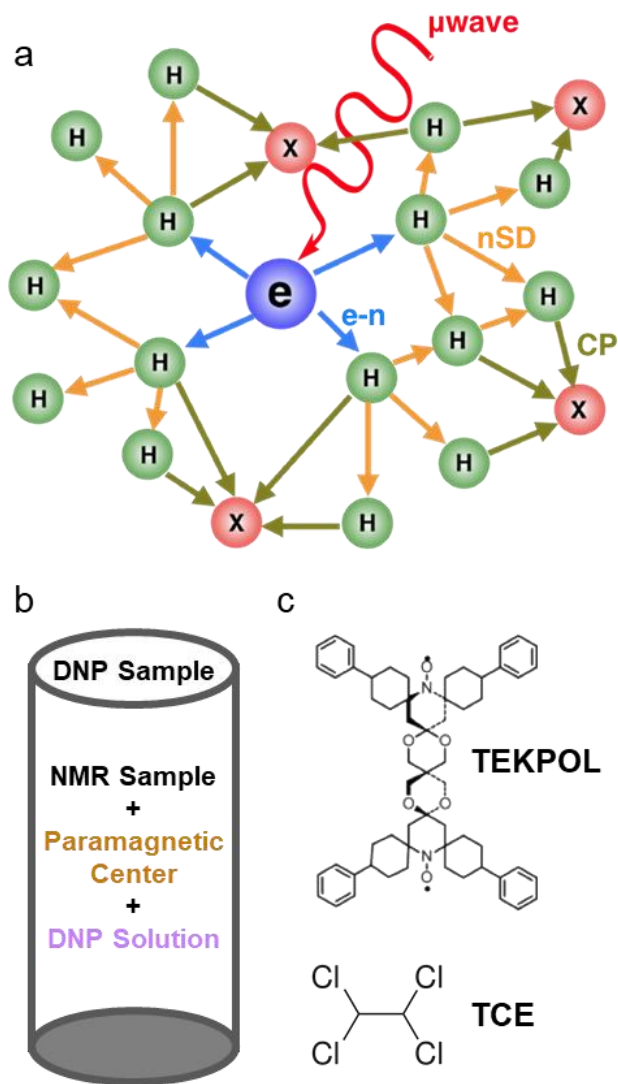 a
μwave
H
H
H
X
X
H
H
H
nSD
e
H
e-n
H
H
CP
H
H
H
X
H
H
X
H
b
DNP Sample
NMR Sample
+
Paramagnetic
Center
+
DNP Solution
c
O
N
O
O
TEKPOL
O
O
N
O
Cl
Cl
TCE
Cl
Cl